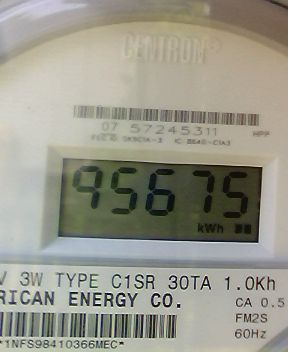 CENTRON®
07 57245311 HPP
95675
kWh
V 3W TYPE C1SR 30TA 1.0Kh
RICAN ENERGY CO.
CA 0.5
FM2S
60Hz
*1NFS98410366MEC*